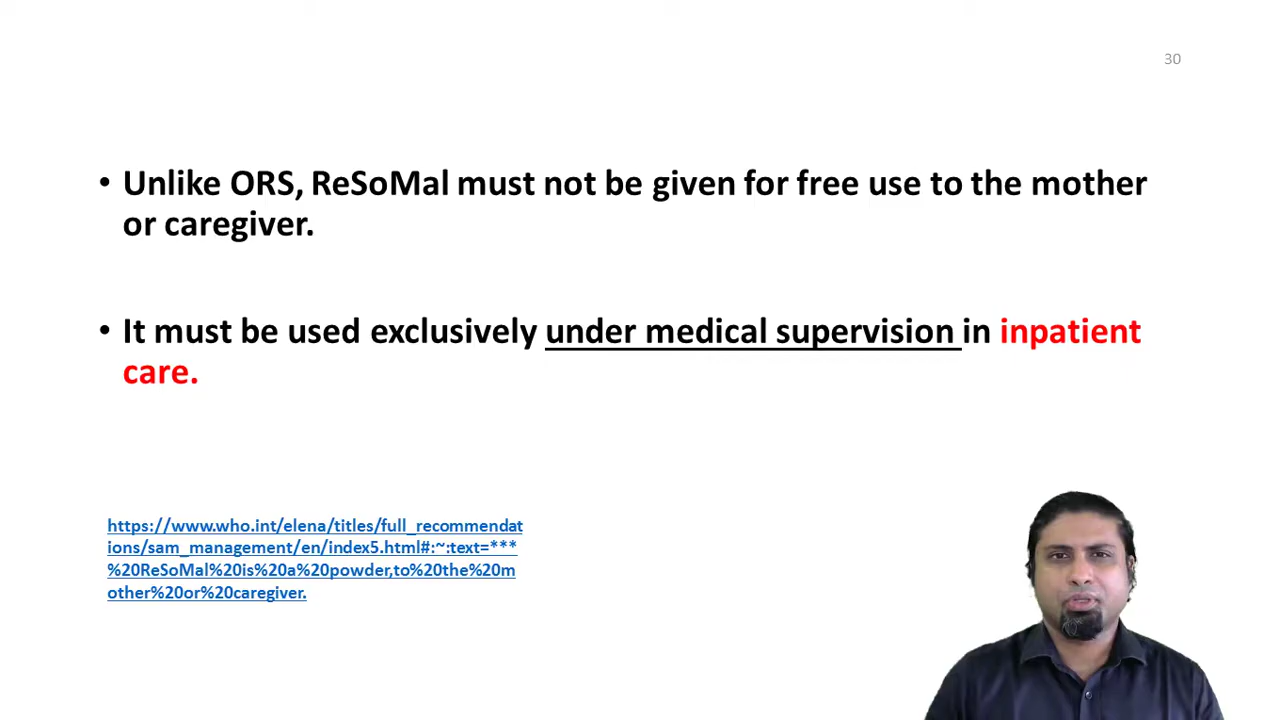 30
• Unlike ORS, ReSoMal must not be given for free use to the mother
or caregiver.
• It must be used exclusively under medical supervision in inpatient
care.
https://www.who.int/elena/titles/full_recommendat
ions/sam_management/en/index5.html#:~:text=***
%20ReSoMal%20is%20a%20powder,to%20the%20m
other%20or%20caregiver.